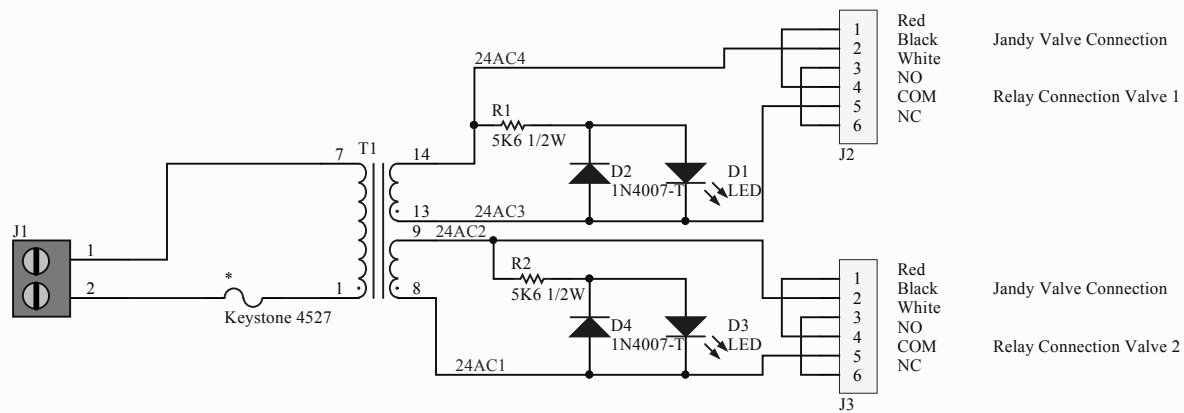 Red
1
Black
Jandy Valve Connection
2
White
24AC4
3
NO
4
COM
Relay Connection Valve 1
R1
5
NC
6
5K6 1/2W
J2
7
T1
14
D2
D1
1N4007-T
LED
13
24AC3
J1
9
24AC2
1
R2
Red
1
Black
Jandy Valve Connection
*
2
1
8
5K6 1/2W
2
White
Keystone 4527
3
NO
D4
D3
4
1N4007-T
LED
COM
Relay Connection Valve 2
5
24AC1
NC
6
J3